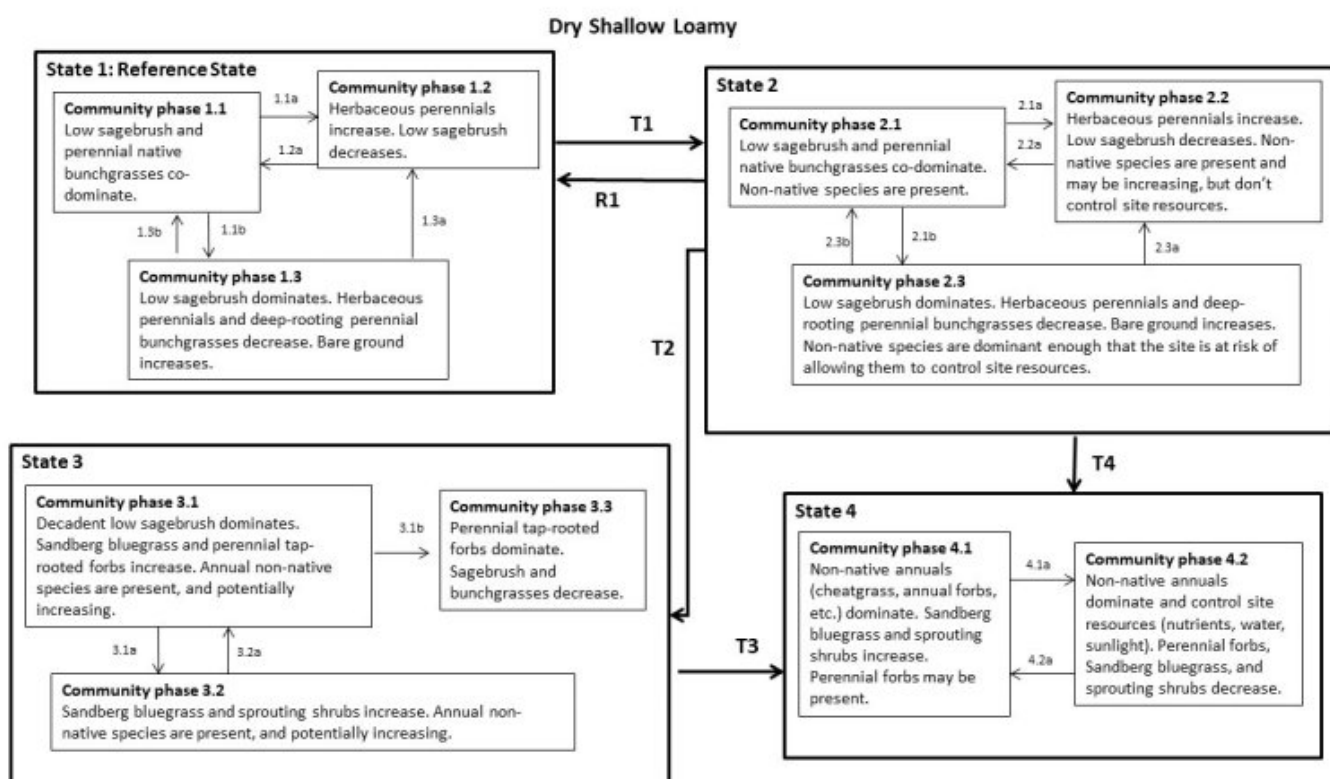 Dry Shallow Loamy
State 1: Reference State
Community phase 1.1
Low sagebrush and
perennial native
bunchgrasses co-
dominate.
1.1a
1.2a
Community phase 1.2
Herbaceous perennials
increase. Low sagebrush
decreases.
1.3b
1.1b
1.3a
Community phase 1.3
Low sagebrush dominates. Herbaceous
perennials and deep-rooting perennial
bunchgrasses decrease. Bare ground
increases.
T1
R1
State 2
Community phase 2.1
Low sagebrush and perennial
native bunchgrasses co-dominate.
Non-native species are present.
2.1a
2.2a
Community phase 2.2
Herbaceous perennials increase.
Low sagebrush decreases. Non-
native species are present and
may be increasing, but don't
control site resources.
2.3b
2.1b
2.3a
Community phase 2.3
Low sagebrush dominates. Herbaceous perennials and deep-
rooting perennial bunchgrasses decrease. Bare ground increases.
Non-native species are dominant enough that the site is at risk of
allowing them to control site resources.
T2
T4
State 3
Community phase 3.1
Decadent low sagebrush dominates.
Sandberg bluegrass and perennial tap-
rooted forbs increase. Annual non-native
species are present, and potentially
increasing.
3.1b
Community phase 3.3
Perennial tap-rooted
forbs dominate.
Sagebrush and
bunchgrasses decrease.
3.1a
3.2a
Community phase 3.2
Sandberg bluegrass and sprouting shrubs increase. Annual non-
native species are present, and potentially increasing.
T3
State 4
Community phase 4.1
Non-native annuals
(cheatgrass, annual forbs,
etc.) dominate. Sandberg
bluegrass and sprouting
shrubs increase.
Perennial forbs may be
present.
4.1a
4.2a
Community phase 4.2
Non-native annuals
dominate and control site
resources (nutrients, water,
sunlight). Perennial forbs,
Sandberg bluegrass, and
sprouting shrubs decrease.